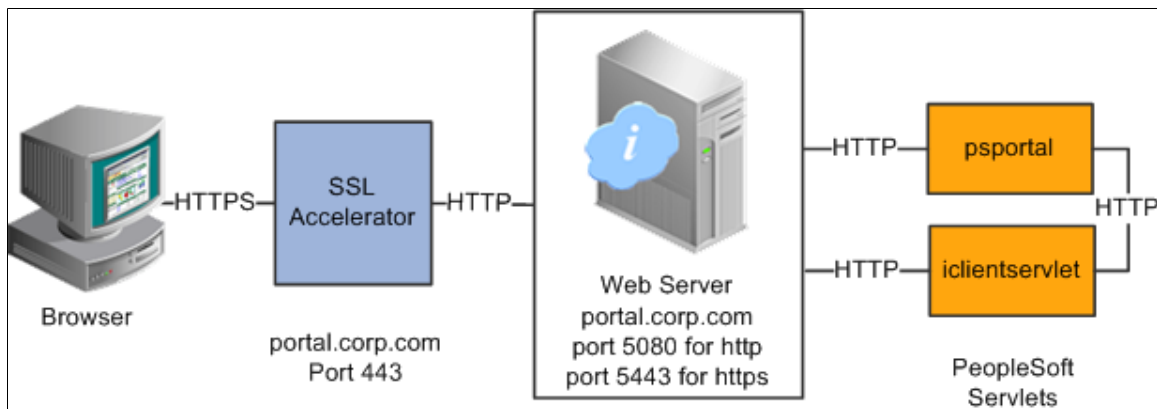 Browser
HTTPS
SSL
Accelerator
portal.corp.com
Port 443
HTTP
i
Web Server
portal.corp.com
port 5080 for http
port 5443 for https
HTTP
psportal
HTTP
HTTP
iclientservlet
PeopleSoft
Servlets